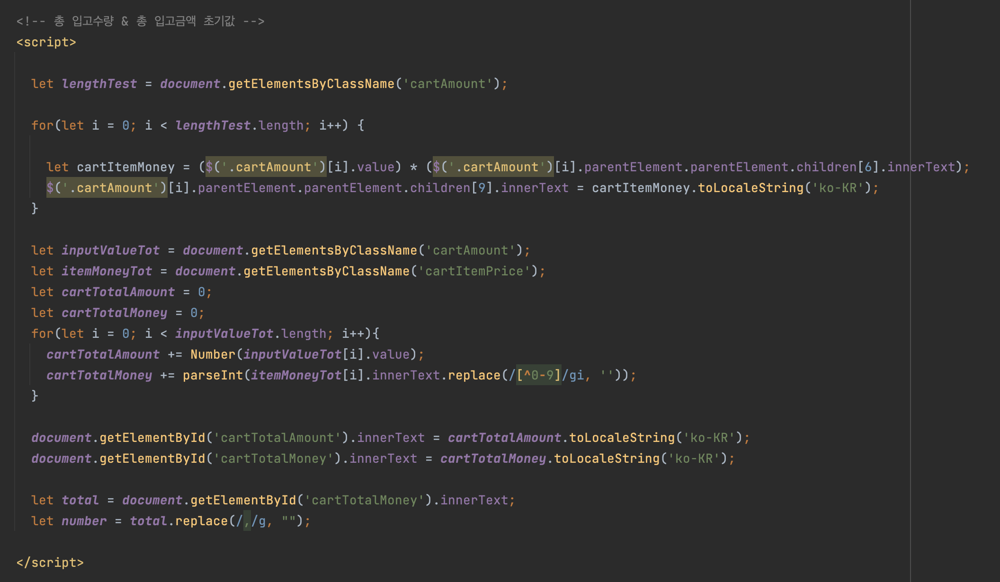 <!-- 총 입고수량 & 총 입고금액 초기값 -->
<script>
let lengthTest = document.getElementsByClassName('cartAmount');
for(let i = 0; i < lengthTest.length; i++) {
let cartItemMoney = ($('.cartAmount')[i].value) * ($('.cartAmount')[i].parentElement.parentElement.children[6].innerText);
$('.cartAmount')[i].parentElement.parentElement.children[9].innerText = cartItemMoney.toLocaleString('ko-KR');
}
let inputValueTot = document.getElementsByClassName('cartAmount');
let itemMoneyTot = document.getElementsByClassName('cartItemPrice');
let cartTotalAmount = 0;
let cartTotalMoney = 0;
for(let i = 0; i < inputValueTot.length; i++){
cartTotalAmount += Number(inputValueTot[i].value);
cartTotalMoney += parseInt(itemMoneyTot[i].innerText.replace(/[^0-9]/gi, ''));
}
document.getElementById('cartTotalAmount').innerText = cartTotalAmount.toLocaleString('ko-KR');
document.getElementById('cartTotalMoney').innerText = cartTotalMoney.toLocaleString('ko-KR');
let total = document.getElementById('cartTotalMoney').innerText;
let number = total.replace(/,/g, "");
</script>